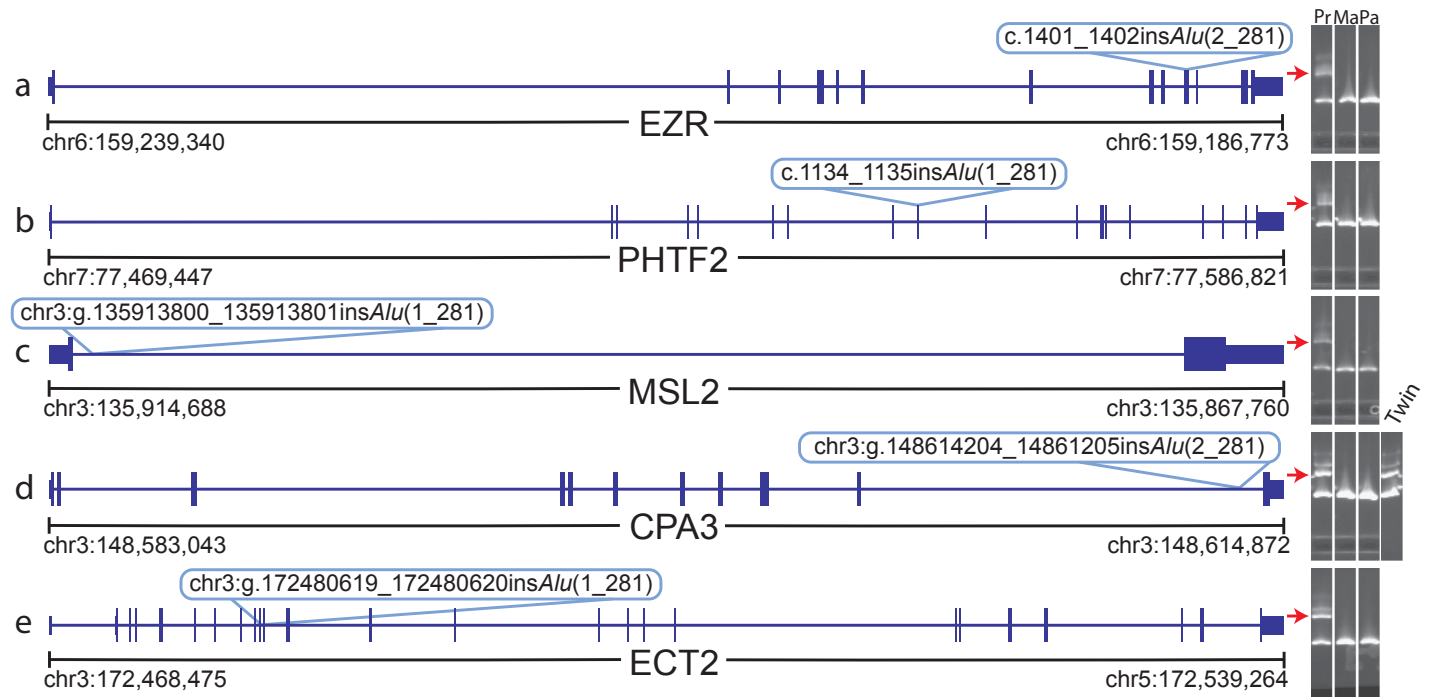 Pr Ma Pa
c.1401_1402insAlu(2_281)
a
EZR
chr6:159,239,340
chr6:159,186,773
c.1134_1135insAlu(1_281)
b
PHTF2
chr7:77,469,447
chr7:77,586,821
chr3:g.135913800_135913801insAlu(1_281)
c
MSL2
chr3:135,914,688
chr3:135,867,760
Twin
chr3:g.148614204_14861205insAlu(2_281)
d
CPA3
chr3:148,583,043
chr3:148,614,872
chr3:g.172480619_172480620insAlu(1_281)
e
ECT2
chr3:172,468,475
chr5:172,539,264